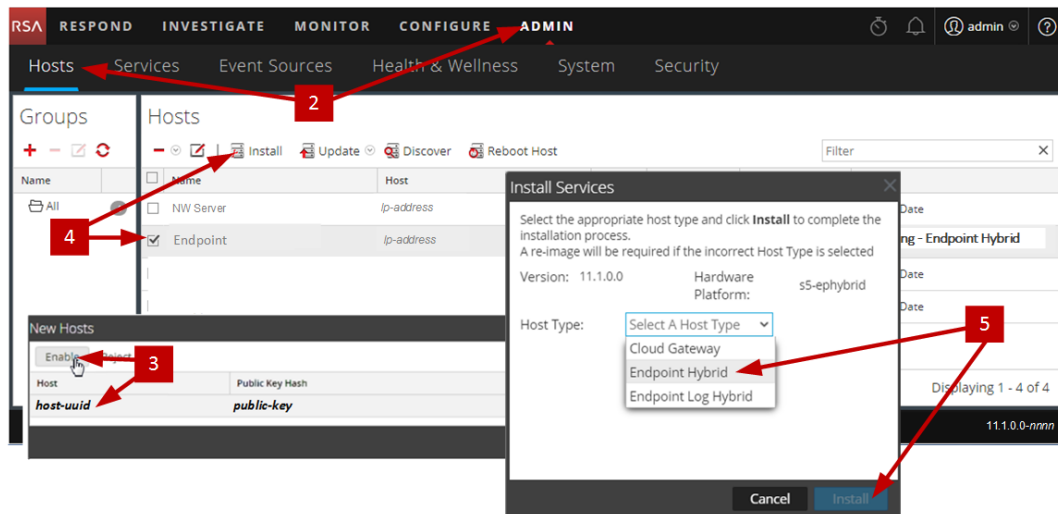 RSA RESPOND INVESTIGATE MONITOR CONFIGURE ADMIN admin ?
Hosts Services Event Sources Health & Wellness System Security
2
Groups
Hosts
Install Update Discover Reboot Host Filter X
Name
Name Host
All
NW Server Ip-address Date
4
Endpoint Ip-address ng - Endpoint Hybrid
Date
Date
Displaying 1 - 4 of 4
11.1.0.0-nnnn
New Hosts
Enable Reject
3
Host Public Key Hash
host-uuid public-key
Install Services
Select the appropriate host type and click Install to complete the
installation process.
A re-image will be required if the incorrect Host Type is selected
Version: 11.1.0.0 Hardware
Platform: s5-ephybrid
Host Type: Select A Host Type
Cloud Gateway
Endpoint Hybrid
Endpoint Log Hybrid
5
Cancel Install